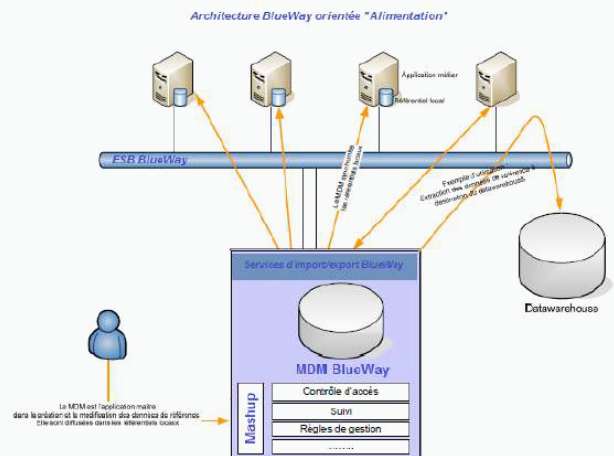 Architecture BlueWay orientée "Alimentation"
Application métier
Référentiel local
ESB BlueWay
Le MDM synchronise
les référentiels locaux
Exemple d'utilisation :
Extraction des données de référence à
destination du datawarehouse
Services d'import/export BlueWay
Datawarehouse
MDM BlueWay
Mashup
Contrôle d'accès
Suivi
Règles de gestion
........
Le MDM est l'application maître
dans la création et la modification des données de référence
Elle sont diffusées dans les référentiels locaux